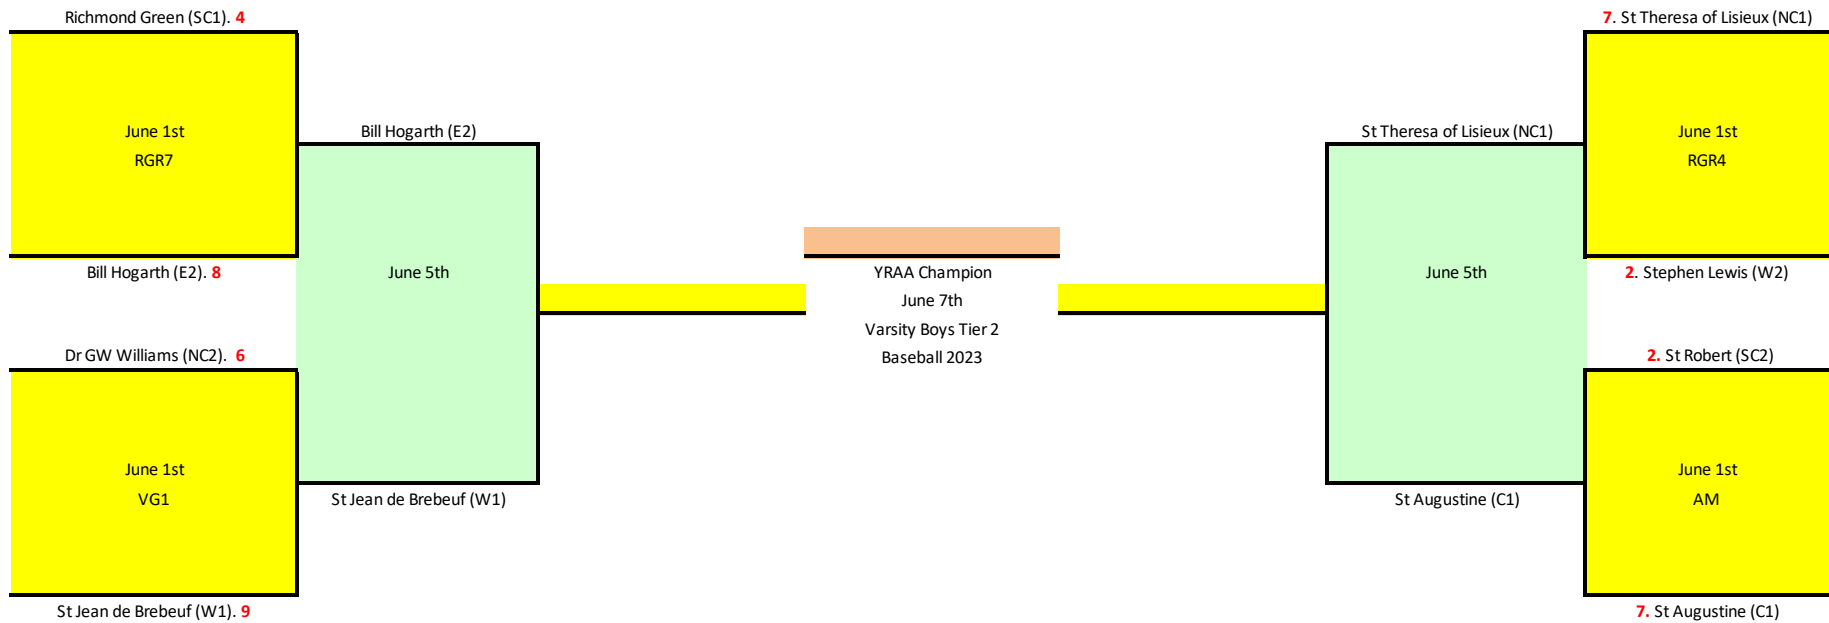 Richmond Green (SC1). 4
7. St Theresa of Lisieux (NC1)
June 1st
RGR7
Bill Hogarth (E2)
St Theresa of Lisieux (NC1)
June 1st
RGR4
Bill Hogarth (E2). 8
June 5th
YRAA Champion
June 7th
Varsity Boys Tier 2
Baseball 2023
June 5th
2. Stephen Lewis (W2)
Dr GW Williams (NC2). 6
2. St Robert (SC2)
June 1st
VG1
St Jean de Brebeuf (W1)
St Augustine (C1)
June 1st
AM
St Jean de Brebeuf (W1). 9
7. St Augustine (C1)